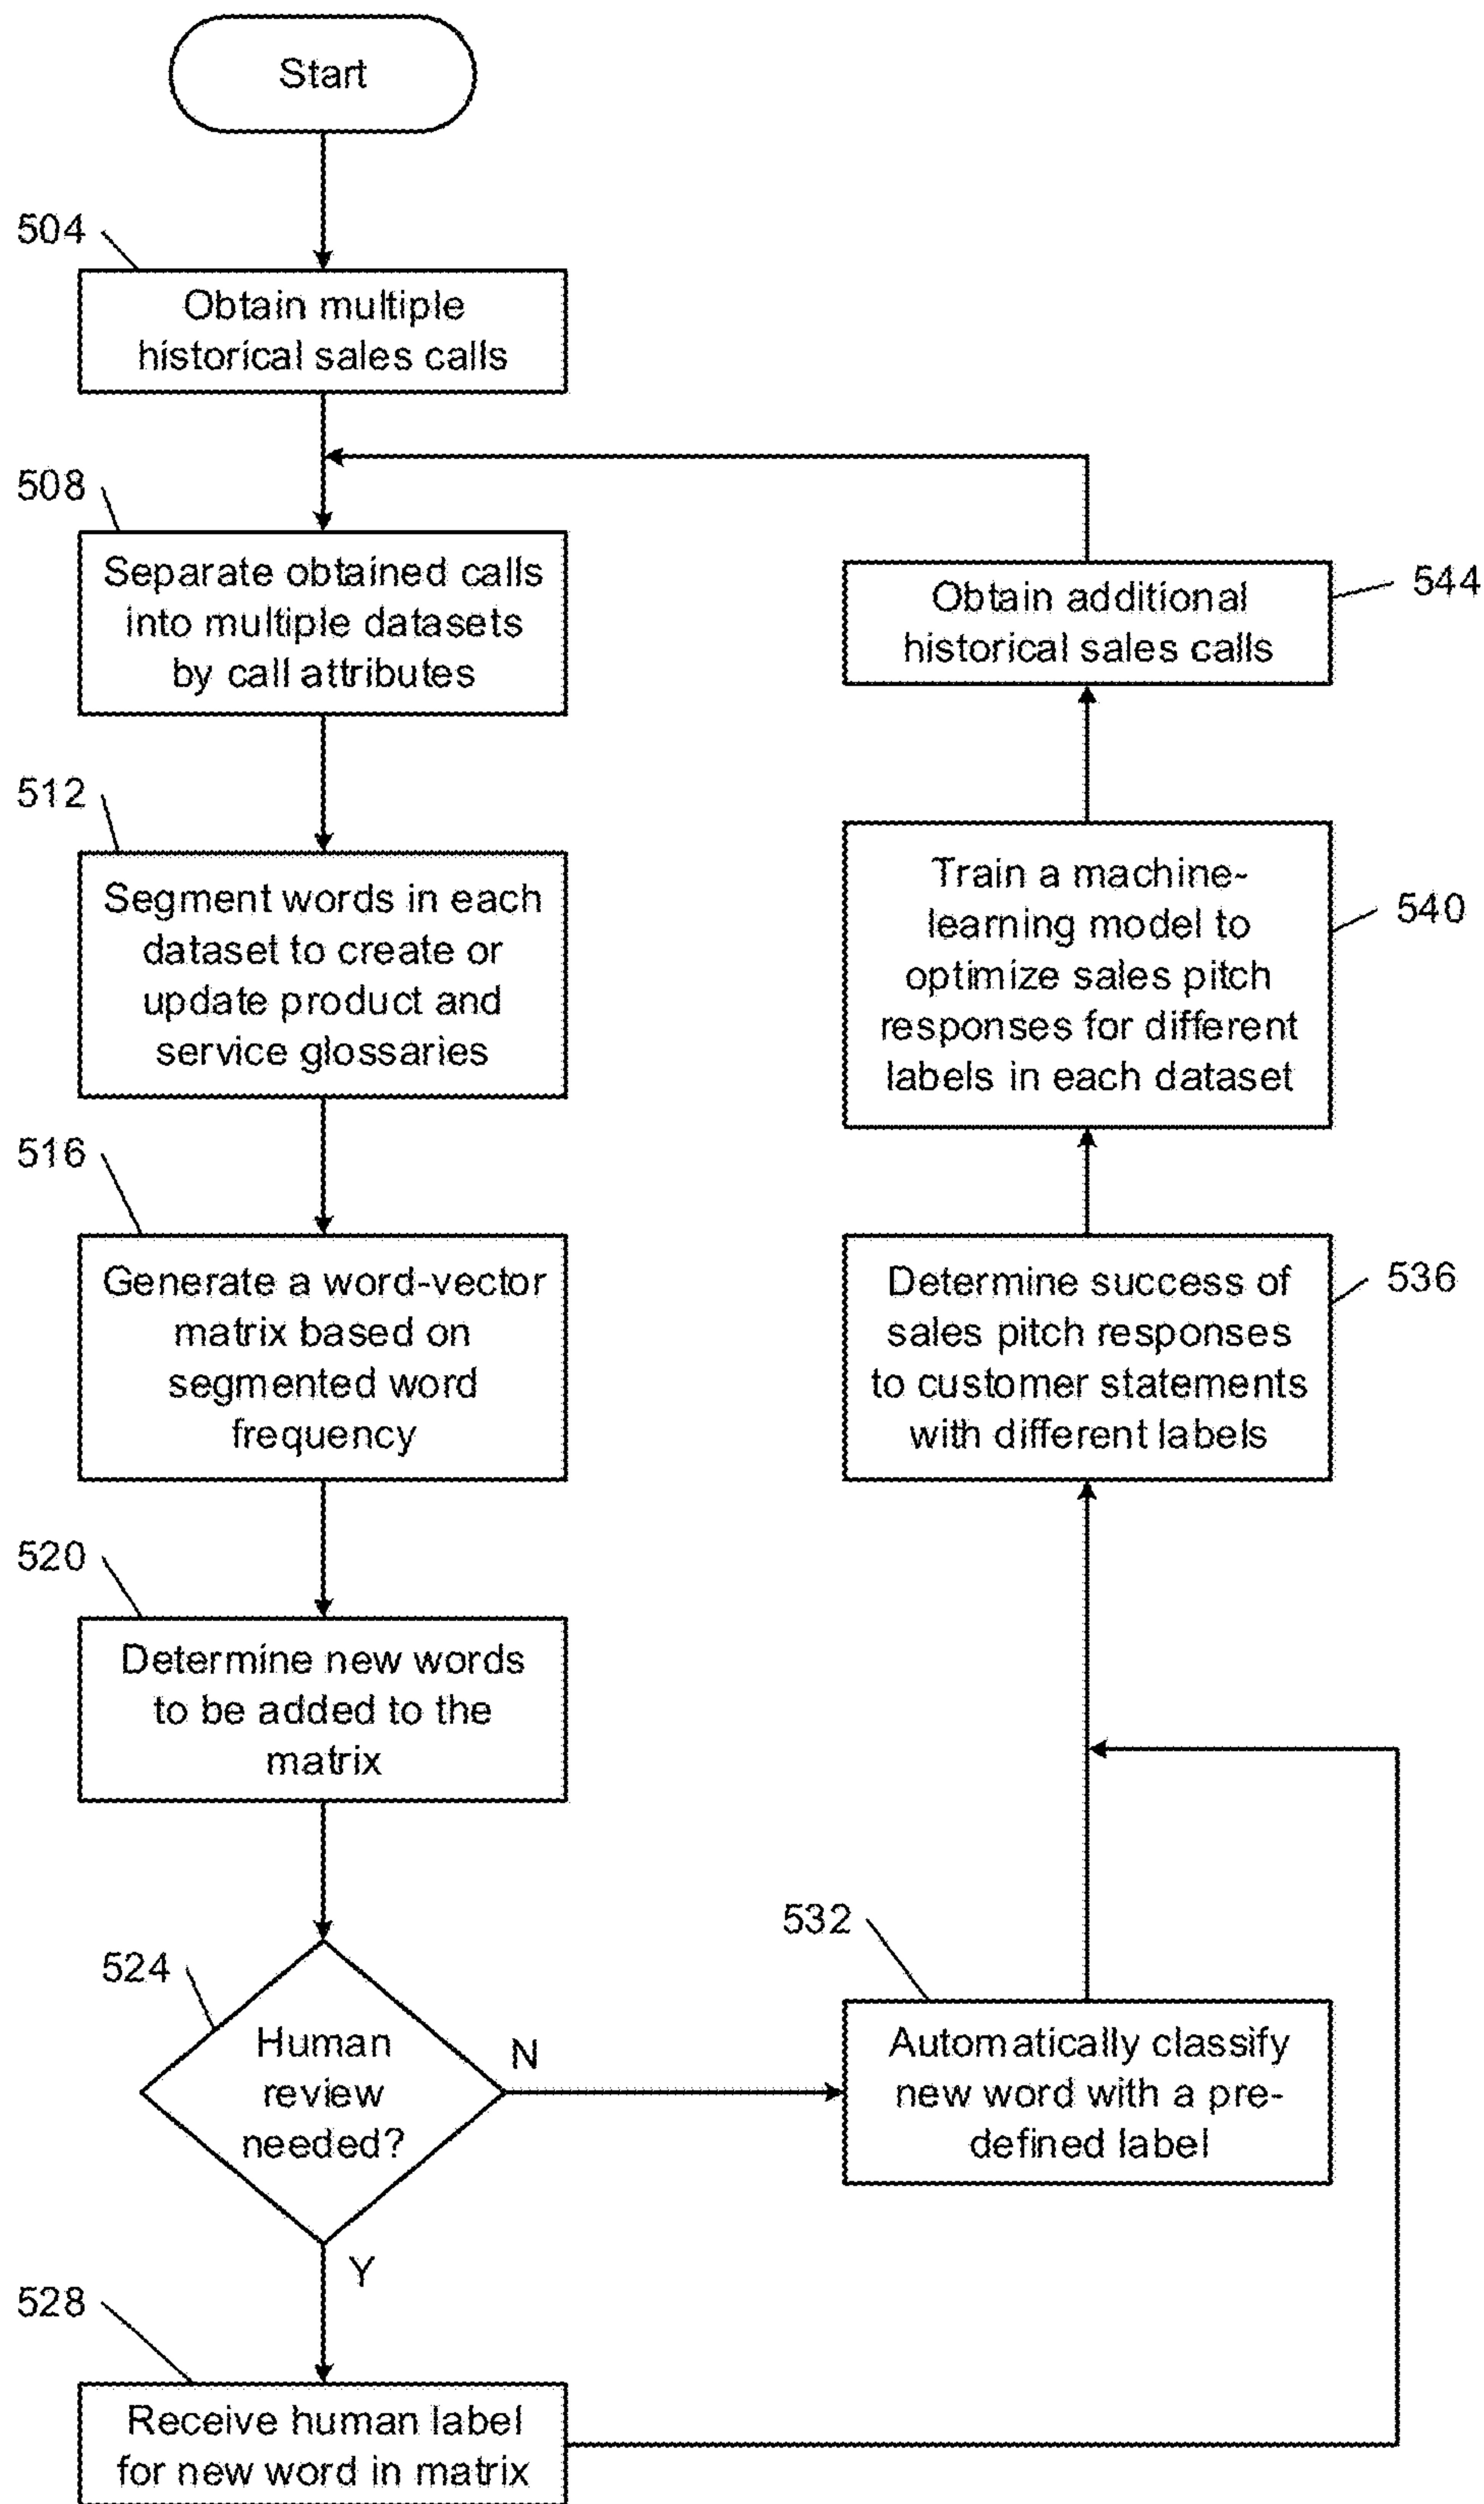 Start
504
Obtain multiple
historical sales calls
508
Separate obtained calls
into multiple datasets
by call attributes
512
Segment words in each
dataset to create or
update product and
service glossaries
516
Generate a word-vector
matrix based on
segmented word
frequency
520
Determine new words
to be added to the
matrix
524
Human
review
needed?
N
Y
528
Receive human label
for new word in matrix
532
Automatically classify
new word with a pre-
defined label
536
Determine success of
sales pitch responses
to customer statements
with different labels
540
Train a machine-
learning model to
optimize sales pitch
responses for different
labels in each dataset
544
Obtain additional
historical sales calls